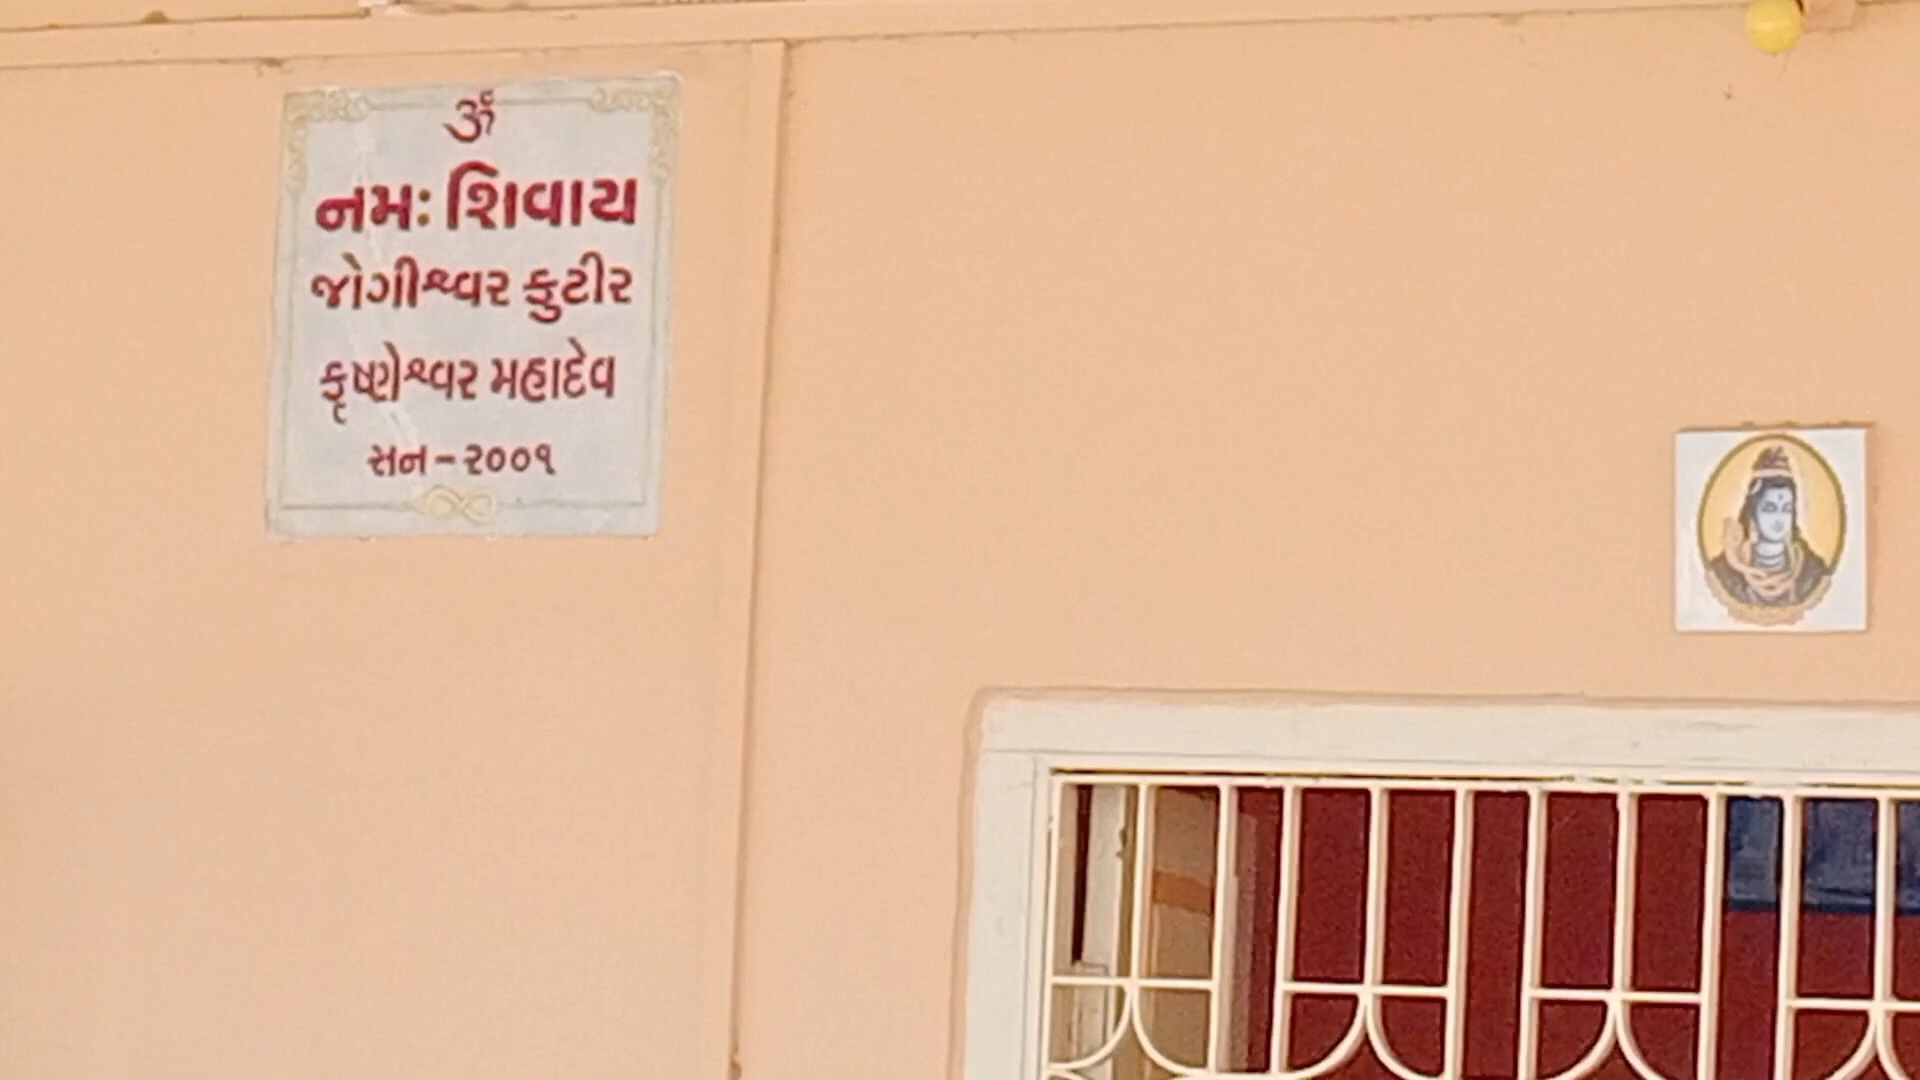 ૐ
નમઃ શિવાય
જોગીશ્વર કુટીર
કૃષ્ણેશ્વર મહાદેવ
સન - ૨૦૦૧